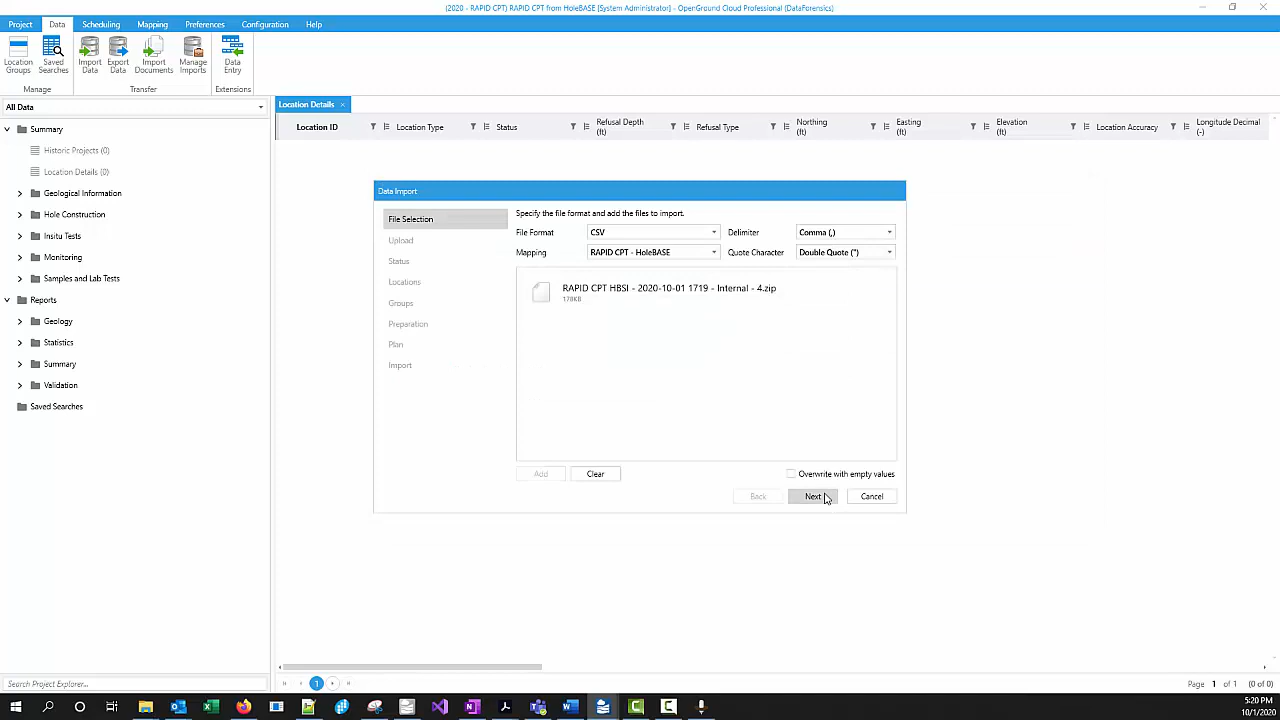 (2020 - RAPID CPT) RAPID CPT from HoleBASE [System Administrator] - OpenGround Cloud Professional (DataForensics)
Project Data Scheduling Mapping Preferences Configuration Help
Location Groups
Saved Searches
Import Data
Export Data
Import Documents
Manage Imports
Data Entry
Manage Transfer Extensions
All Data
Summary
Historic Projects (0)
Location Details (0)
Geological Information
Hole Construction
Insitu Tests
Monitoring
Samples and Lab Tests
Reports
Geology
Statistics
Summary
Validation
Saved Searches
Search Project Explorer...
Location Details
Location ID
Location Type
Status
Refusal Depth (ft)
Refusal Type
Northing (ft)
Easting (ft)
Elevation (ft)
Location Accuracy
Longitude Decimal (-)
Data Import
File Selection
Upload
Status
Locations
Groups
Preparation
Plan
Import
Specify the file format and add the files to import.
File Format CSV Delimiter Comma (,)
Mapping RAPID CPT - HoleBASE Quote Character Double Quote (")
RAPID CPT HBSI - 2020-10-01 1719 - Internal - 4.zip
178KB
Add Clear Overwrite with empty values
Back Next Cancel
1
Page 1 of 1 (0 of 0)
5:20 PM
10/1/2020